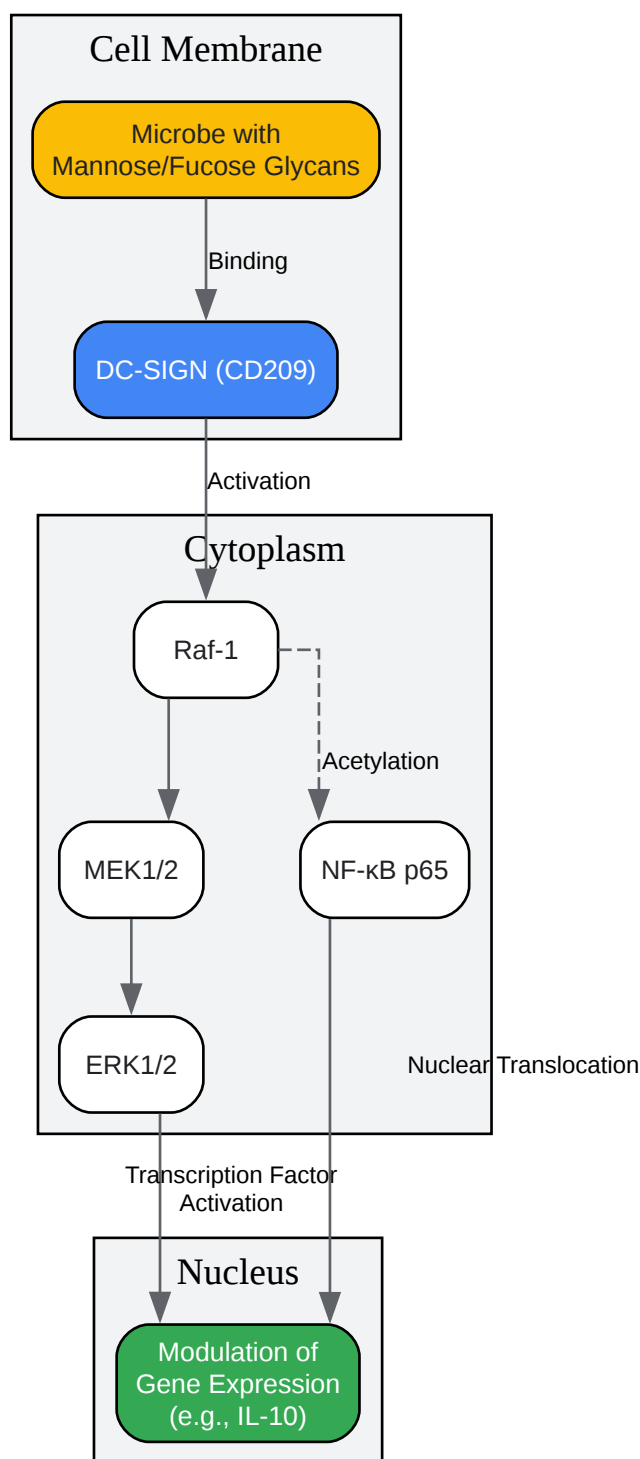 Cell Membrane
Microbe with
Mannose/Fucose Glycans
Binding
DC-SIGN (CD209)
Activation
Cytoplasm
Raf-1
Acetylation
MEK1/2
NF-κB p65
ERK1/2
Nuclear Translocation
Transcription Factor
Activation
Nucleus
Modulation of
Gene Expression
(e.g., IL-10)